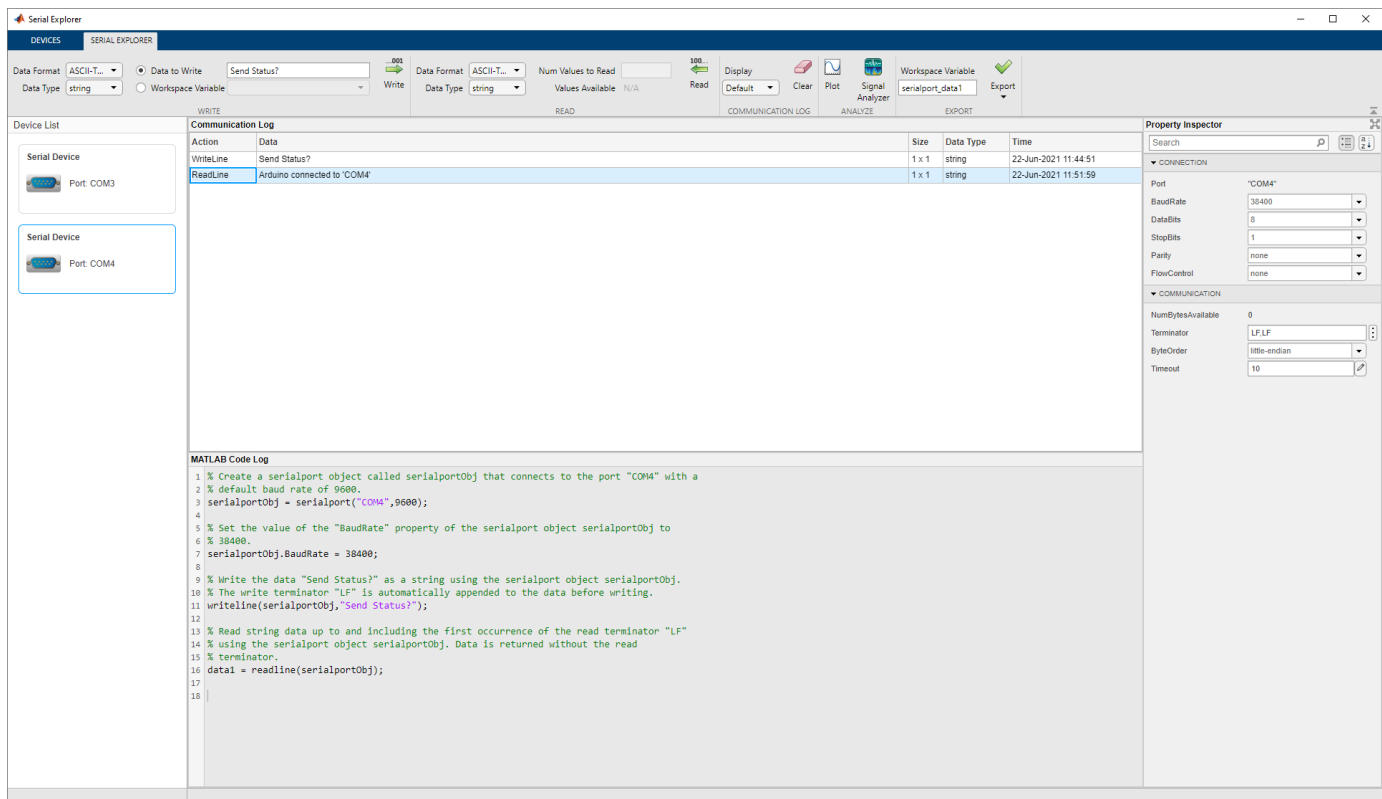 Serial Explorer
DEVICES SERIAL EXPLORER
Data Format ASCII-T... Data to Write Send Status? Write Data Format ASCII-T... Num Values to Read Read Display Clear Plot Signal Analyzer Workspace Variable Export
Data Type string Workspace Variable Data Type string Values Available N/A Default serialport_data1
WRITE READ COMMUNICATION LOG ANALYZE EXPORT
Device List
Serial Device
Port: COM3
Serial Device
Port: COM4
Communication Log
Action Data Size Data Type Time
WriteLine Send Status? 1 x 1 string 22-Jun-2021 11:44:51
ReadLine Arduino connected to 'COM4' 1 x 1 string 22-Jun-2021 11:51:59
MATLAB Code Log
1 % Create a serialport object called serialportObj that connects to the port "COM4" with a
2 % default baud rate of 9600.
3 serialportObj = serialport("COM4",9600);
4
5 % Set the value of the "BaudRate" property of the serialport object serialportObj to
6 % 38400.
7 serialportObj.BaudRate = 38400;
8
9 % Write the data "Send Status?" as a string using the serialport object serialportObj.
10 % The write terminator "LF" is automatically appended to the data before writing.
11 writeline(serialportObj,"Send Status?");
12
13 % Read string data up to and including the first occurrence of the read terminator "LF"
14 % using the serialport object serialportObj. Data is returned without the read
15 % terminator.
16 data1 = readline(serialportObj);
17
18
Property Inspector
Search
CONNECTION
Port "COM4"
BaudRate 38400
DataBits 8
StopBits 1
Parity none
FlowControl none
COMMUNICATION
NumBytesAvailable 0
Terminator LF,LF
ByteOrder little-endian
Timeout 10